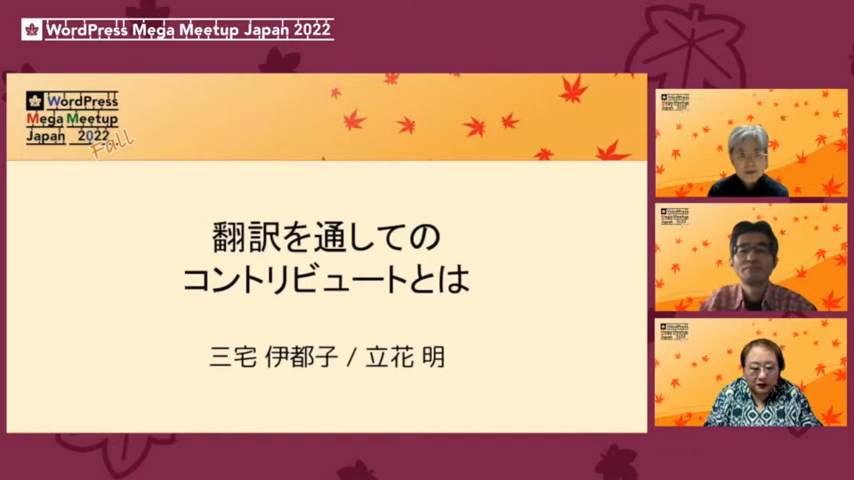 WordPress Mega Meetup Japan 2022
WordPress
Mega Meetup
Japan 2022
Fall
翻訳を通しての
コントリビュートとは
三宅 伊都子 / 立花 明